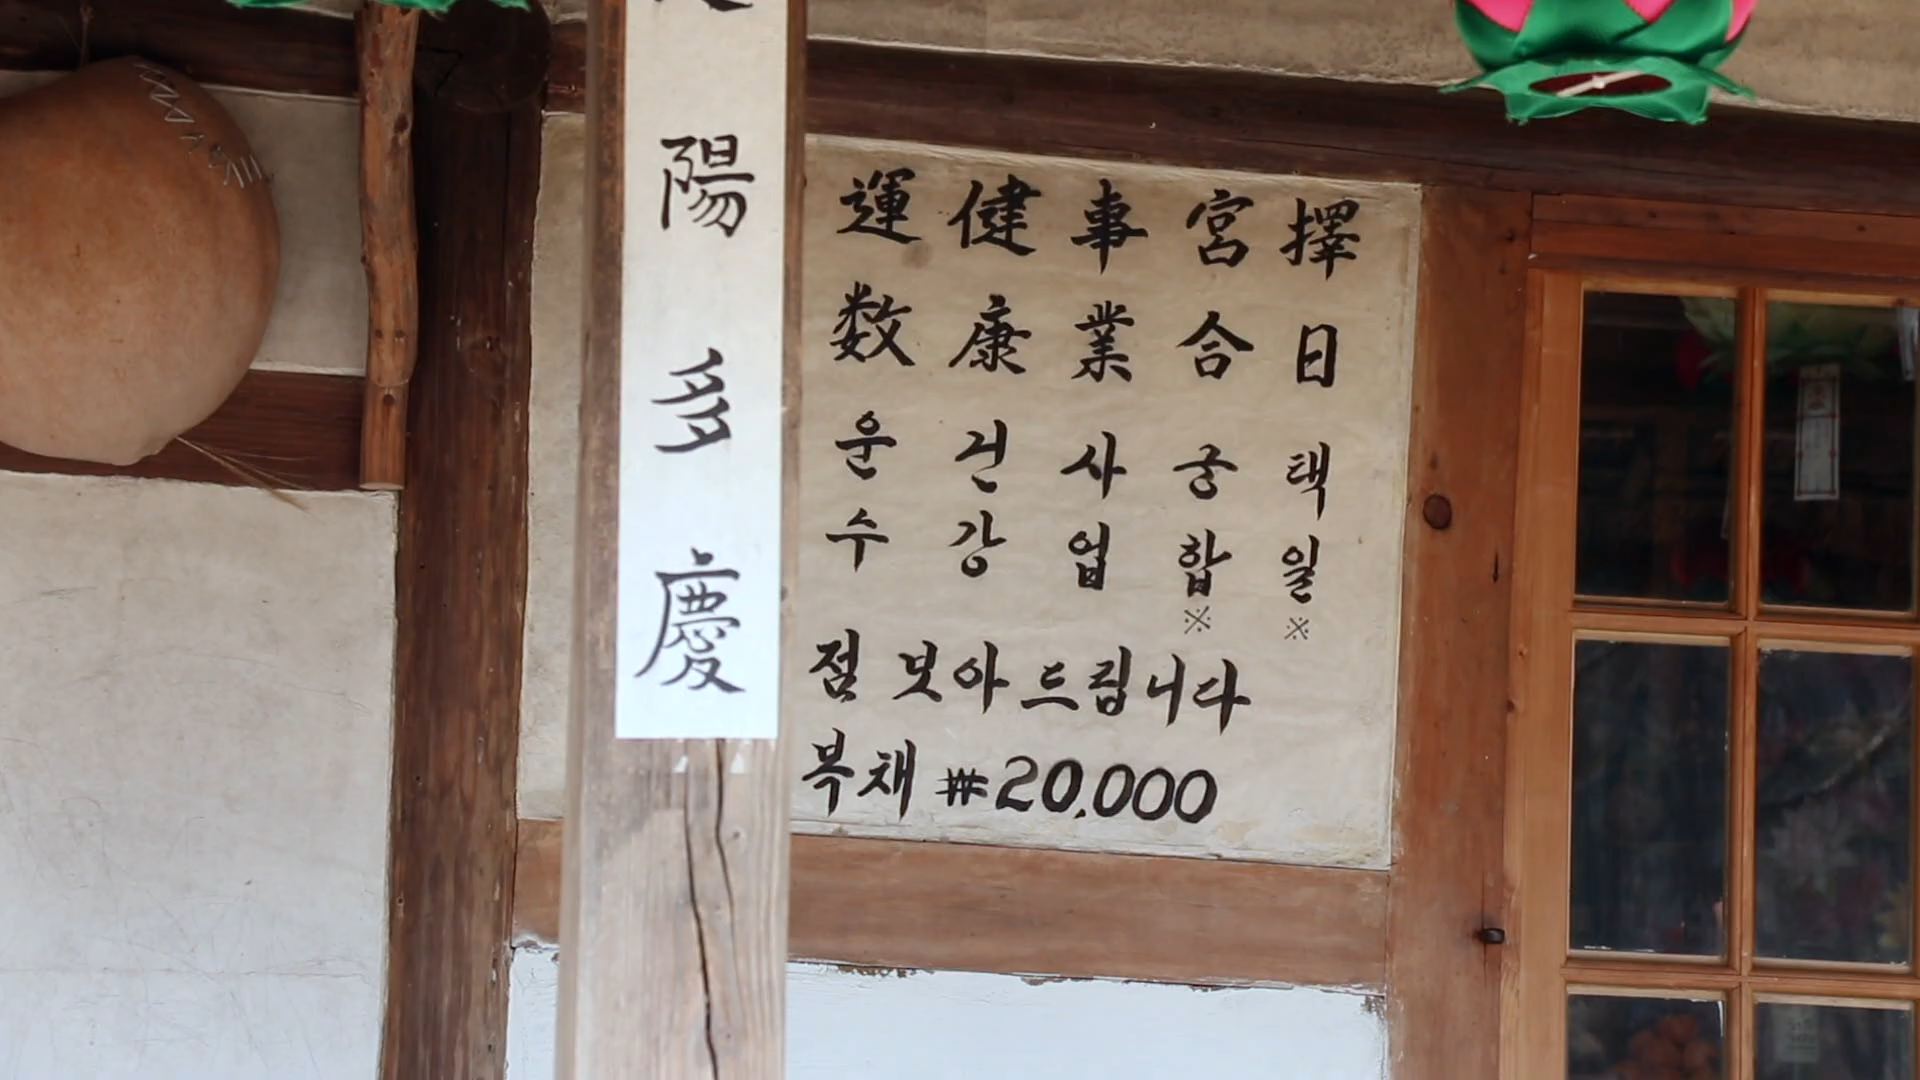 陽多慶
運数 健康 事業 宮合 擇日
운수 건강 사업 궁합※ 택일※
점 보아 드립니다
복채 ₩20,000